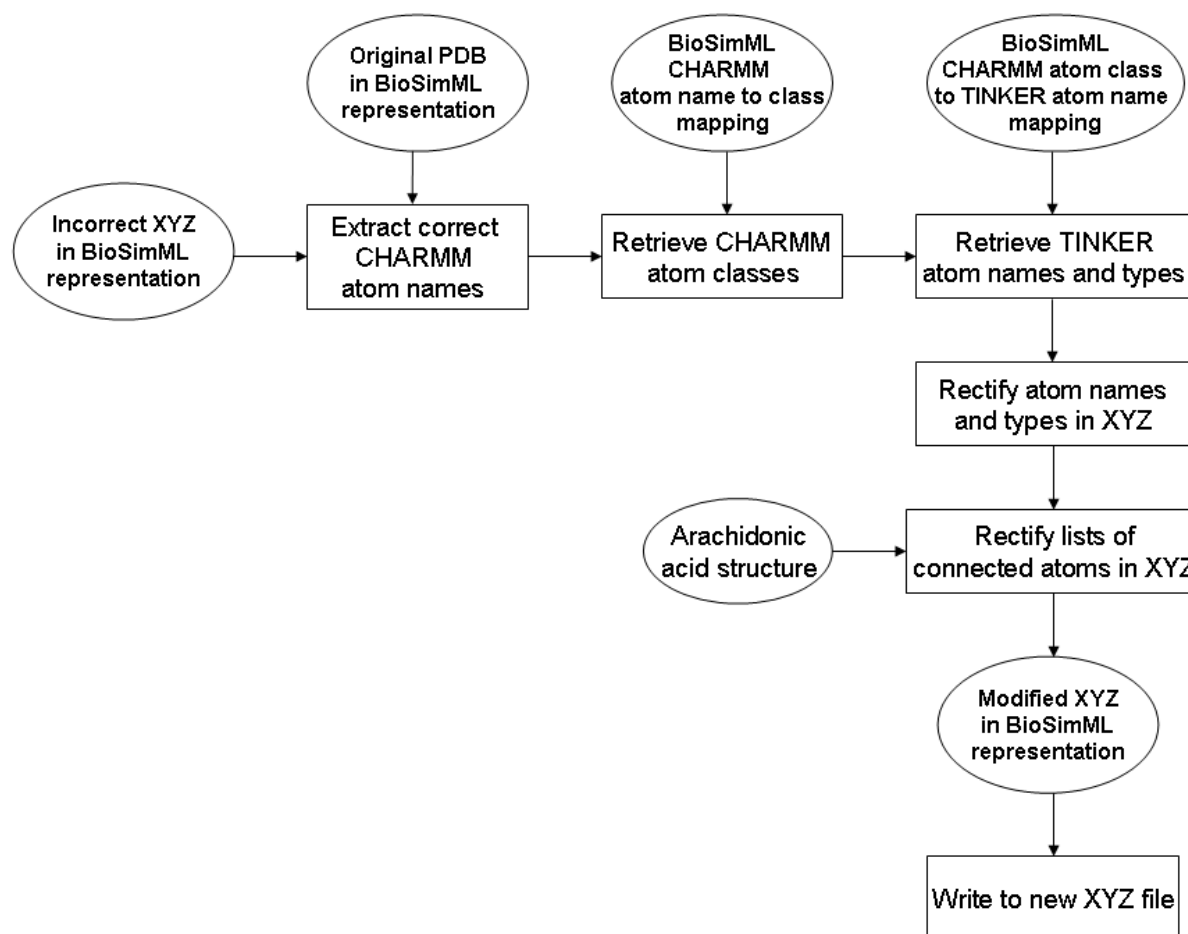 Original PDB
in BioSimML
representation
BioSimML
CHARMM
atom name to class
mapping
BioSimML
CHARMM atom class
to TINKER atom name
mapping
Incorrect XYZ
in BioSimML
representation
Extract correct
CHARMM
atom names
Retrieve CHARMM
atom classes
Retrieve TINKER
atom names and types
Rectify atom names
and types in XYZ
Arachidonic
acid structure
Rectify lists of
connected atoms in XYZ
Modified XYZ
in BioSimML
representation
Write to new XYZ file